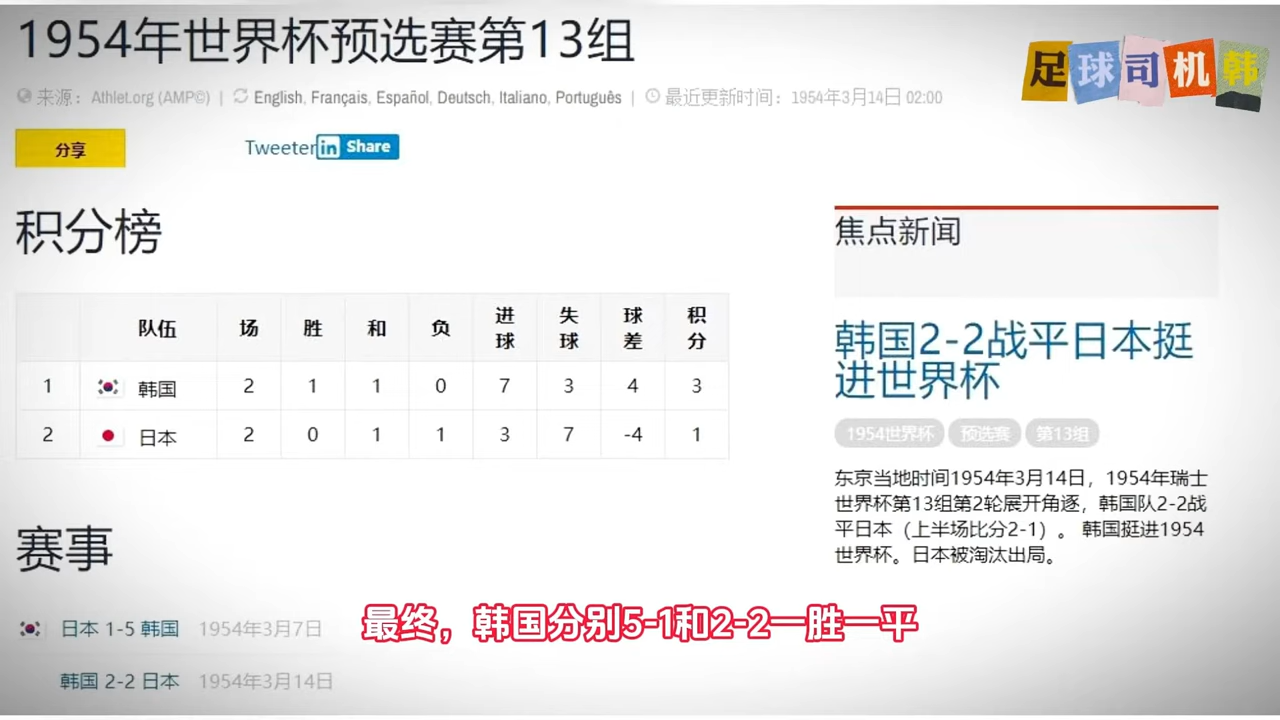 1954年世界杯预选赛第13组
足球司机韩
来源：Athlet.org (AMP©) | English, Français, Español, Deutsch, Italiano, Português | 最近更新时间：1954年3月14日 02:00
分享
Tweeter in Share
积分榜
队伍 场 胜 和 负 进球 失球 球差 积分
1 韩国 2 1 1 0 7 3 4 3
2 日本 2 0 1 1 3 7 -4 1
焦点新闻
韩国2-2战平日本挺
进世界杯
1954世界杯 预选赛 第13组
东京当地时间1954年3月14日，1954年瑞士
世界杯第13组第2轮展开角逐，韩国队2-2战
平日本（上半场比分2-1）。 韩国挺进1954
世界杯。日本被淘汰出局。
赛事
日本 1-5 韩国 1954年3月7日
韩国 2-2 日本 1954年3月14日
最终，韩国分别5-1和2-2一胜一平